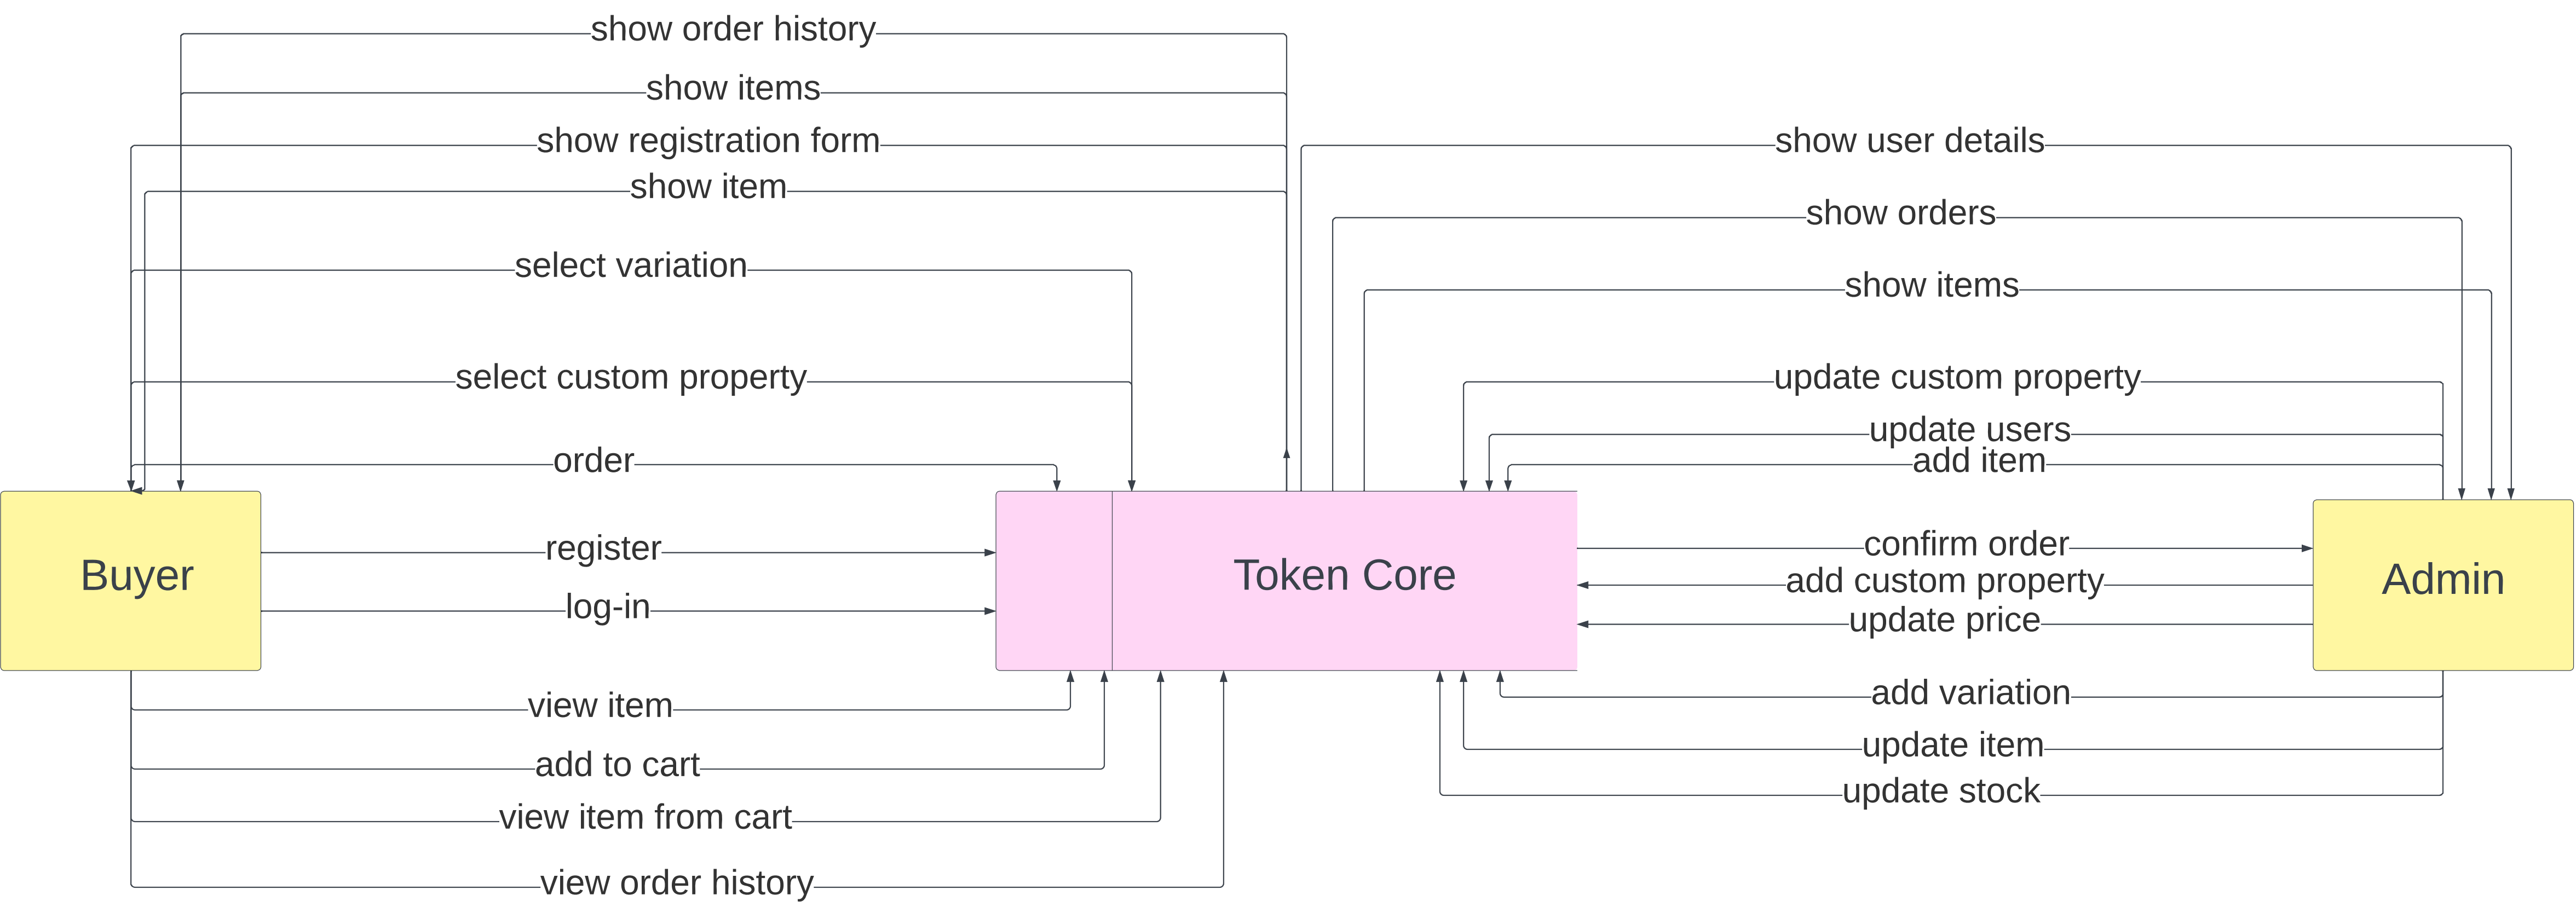 show order history
show items
show registration form
show user details
show item
show orders
select variation
show items
select custom property
update custom property
update users
order
add item
register
confirm order
Buyer
Token Core
Admin
add custom property
log-in
update price
view item
add variation
add to cart
update item
view item from cart
update stock
view order history